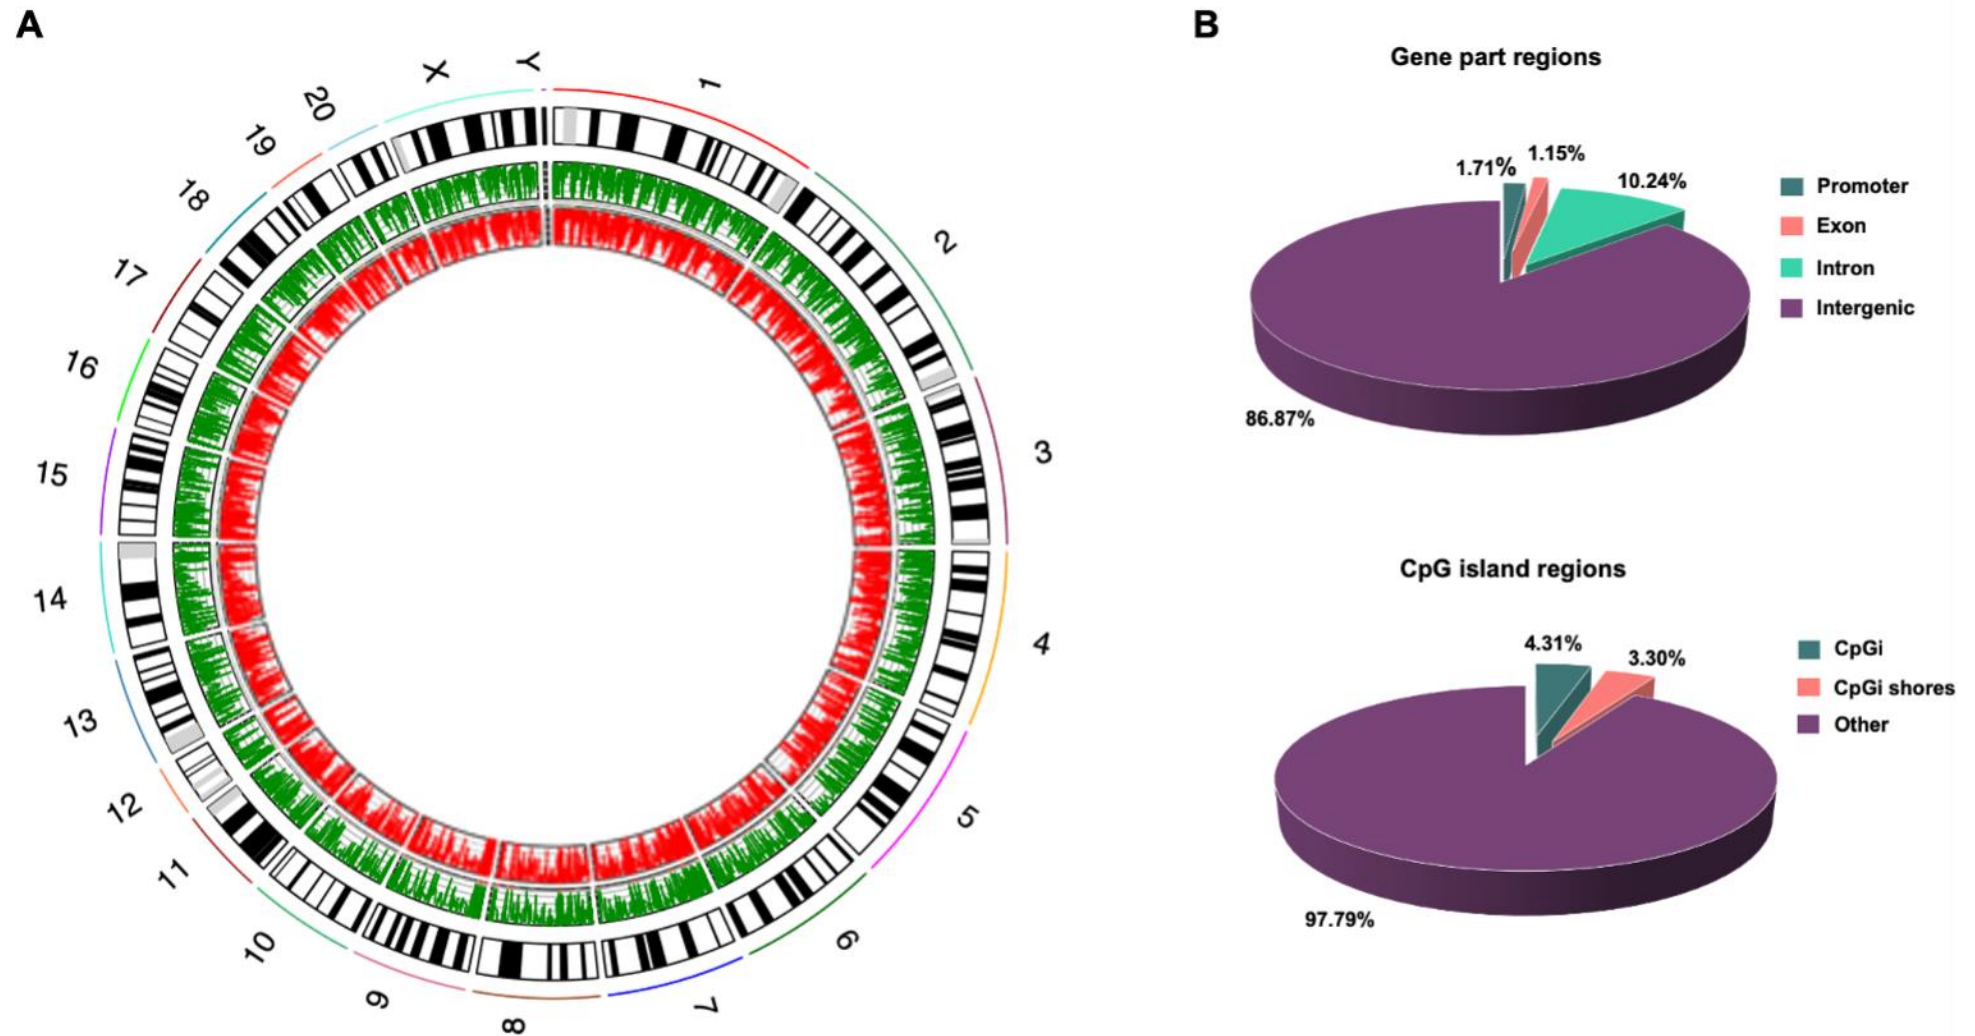 A
1
2
3
4
5
6
7
8
9
10
11
12
13
14
15
16
17
18
19
20
X
Y
B
Gene part regions
1.71%
1.15%
10.24%
86.87%
Promoter
Exon
Intron
Intergenic
CpG island regions
4.31%
3.30%
97.79%
CpGi
CpGi shores
Other